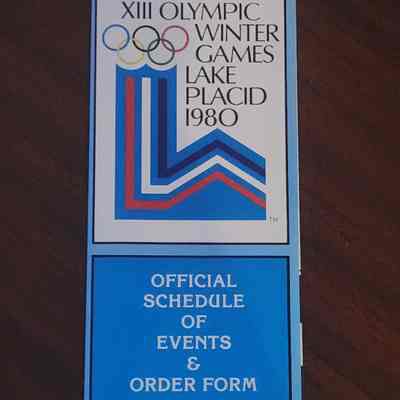 XIII OLYMPIC
WINTER
GAMES
LAKE
PLACID
1980
TM
OFFICIAL
SCHEDULE
OF
EVENTS
&
ORDER FORM